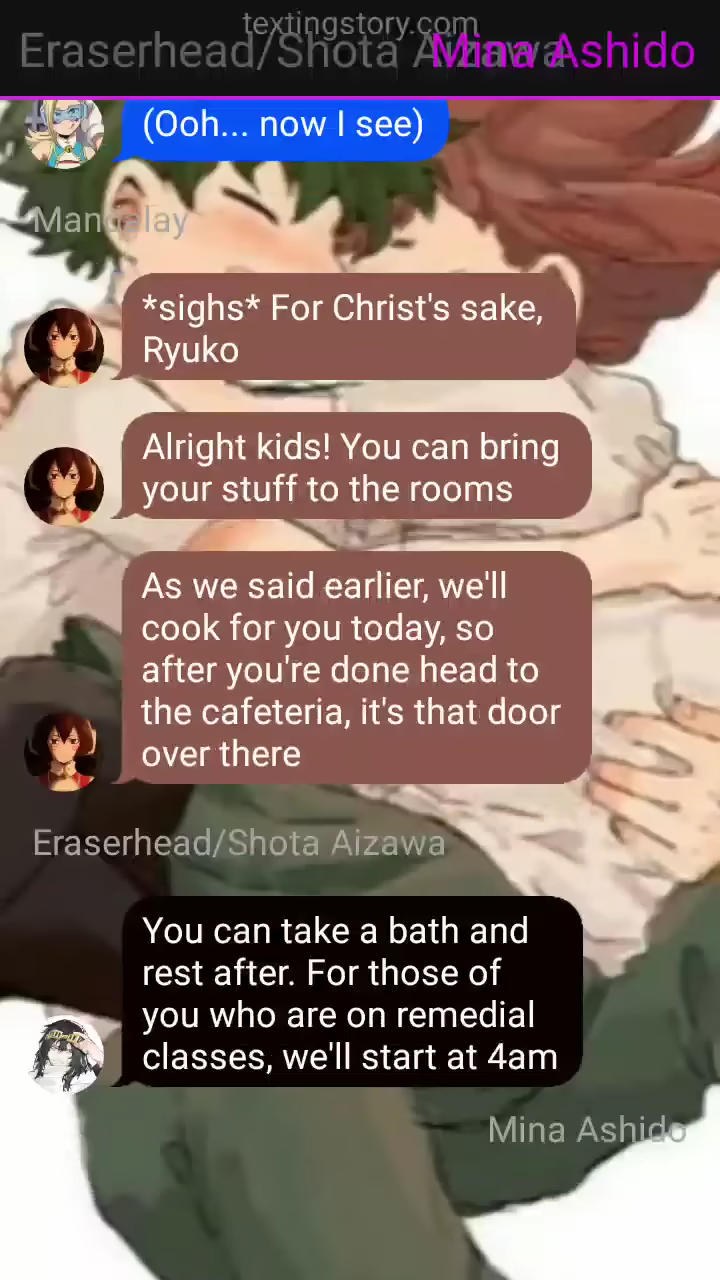 textingstory.com
Eraserhead/Shota Aizawa
Mina Ashido
(Ooh... now I see)
Mandalay
*sighs* For Christ's sake,
Ryuko
Alright kids! You can bring
your stuff to the rooms
As we said earlier, we'll
cook for you today, so
after you're done head to
the cafeteria, it's that door
over there
Eraserhead/Shota Aizawa
You can take a bath and
rest after. For those of
you who are on remedial
classes, we'll start at 4am
Mina Ashido